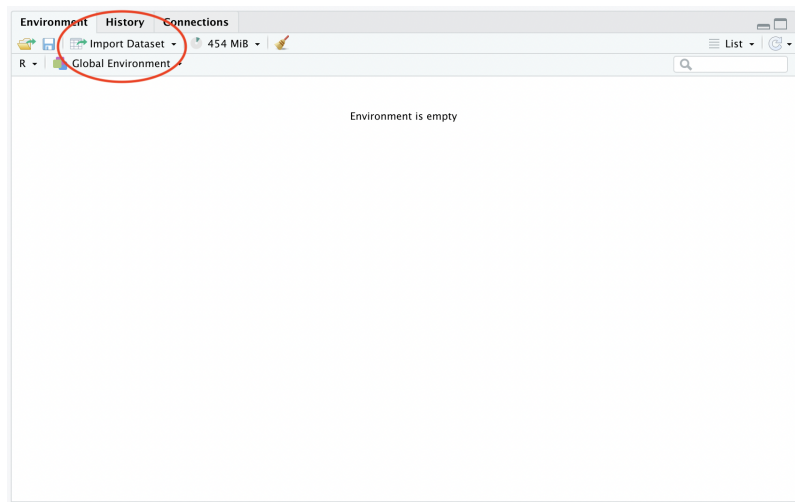 Environment History Connections
Import Dataset 454 MiB List
R Global Environment
Environment is empty